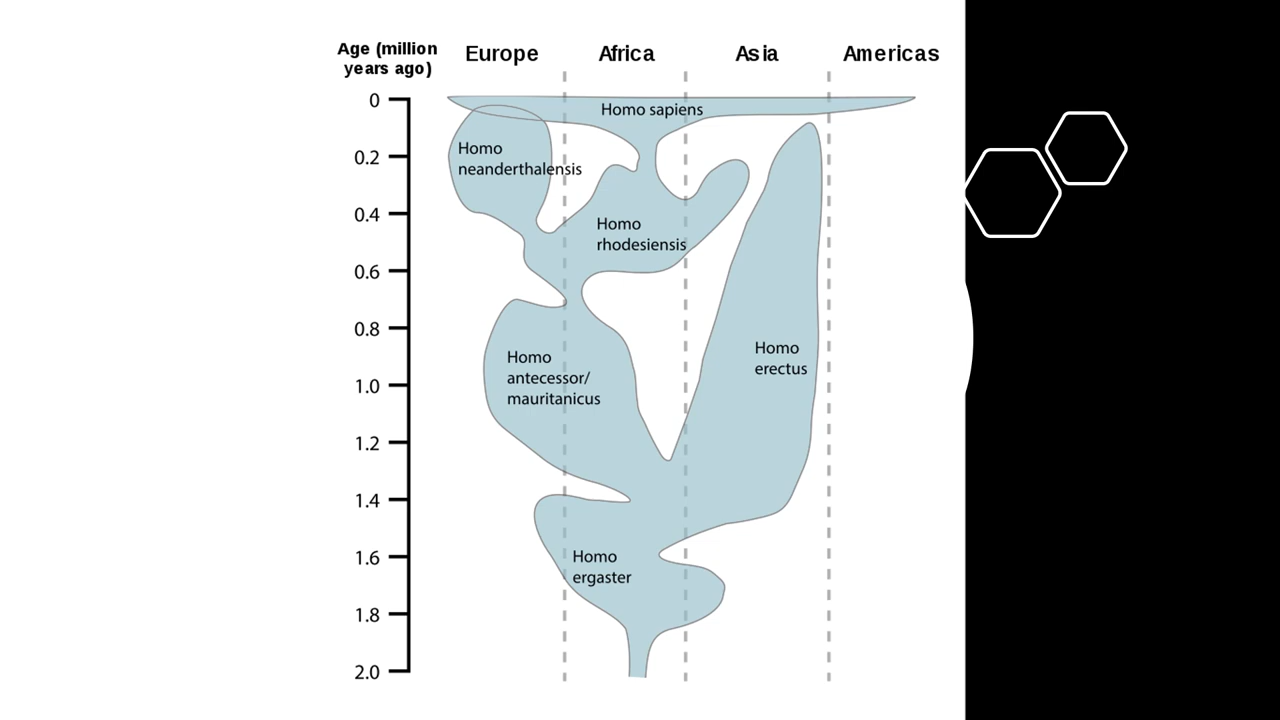 Age (million
years ago)
Europe
Africa
Asia
Americas
0
Homo sapiens
Homo
neanderthalensis
0.2
0.4
Homo
rhodesiensis
0.6
0.8
Homo
antecessor/
mauritanicus
Homo
erectus
1.0
1.2
1.4
Homo
ergaster
1.6
1.8
2.0